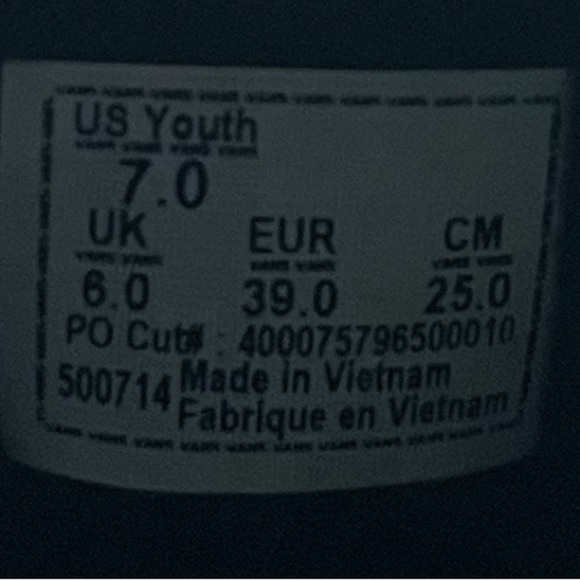 US Youth
7.0
UK EUR CM
6.0 39.0 25.0
PO Cut# : 400075796500010
500714 Made in Vietnam
Fabrique en Vietnam